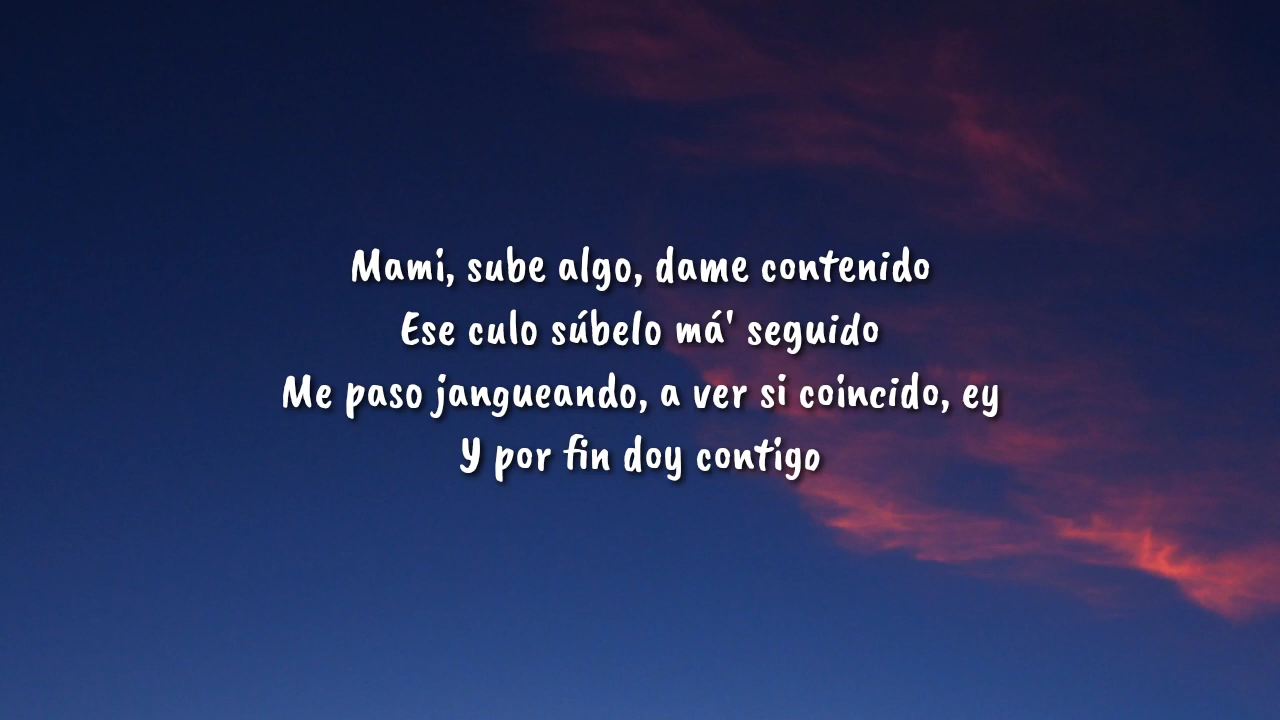 Mami, sube algo, dame contenido
Ese culo súbelo má' seguido
Me paso jangueando, a ver si coincido, ey
Y por fin doy contigo